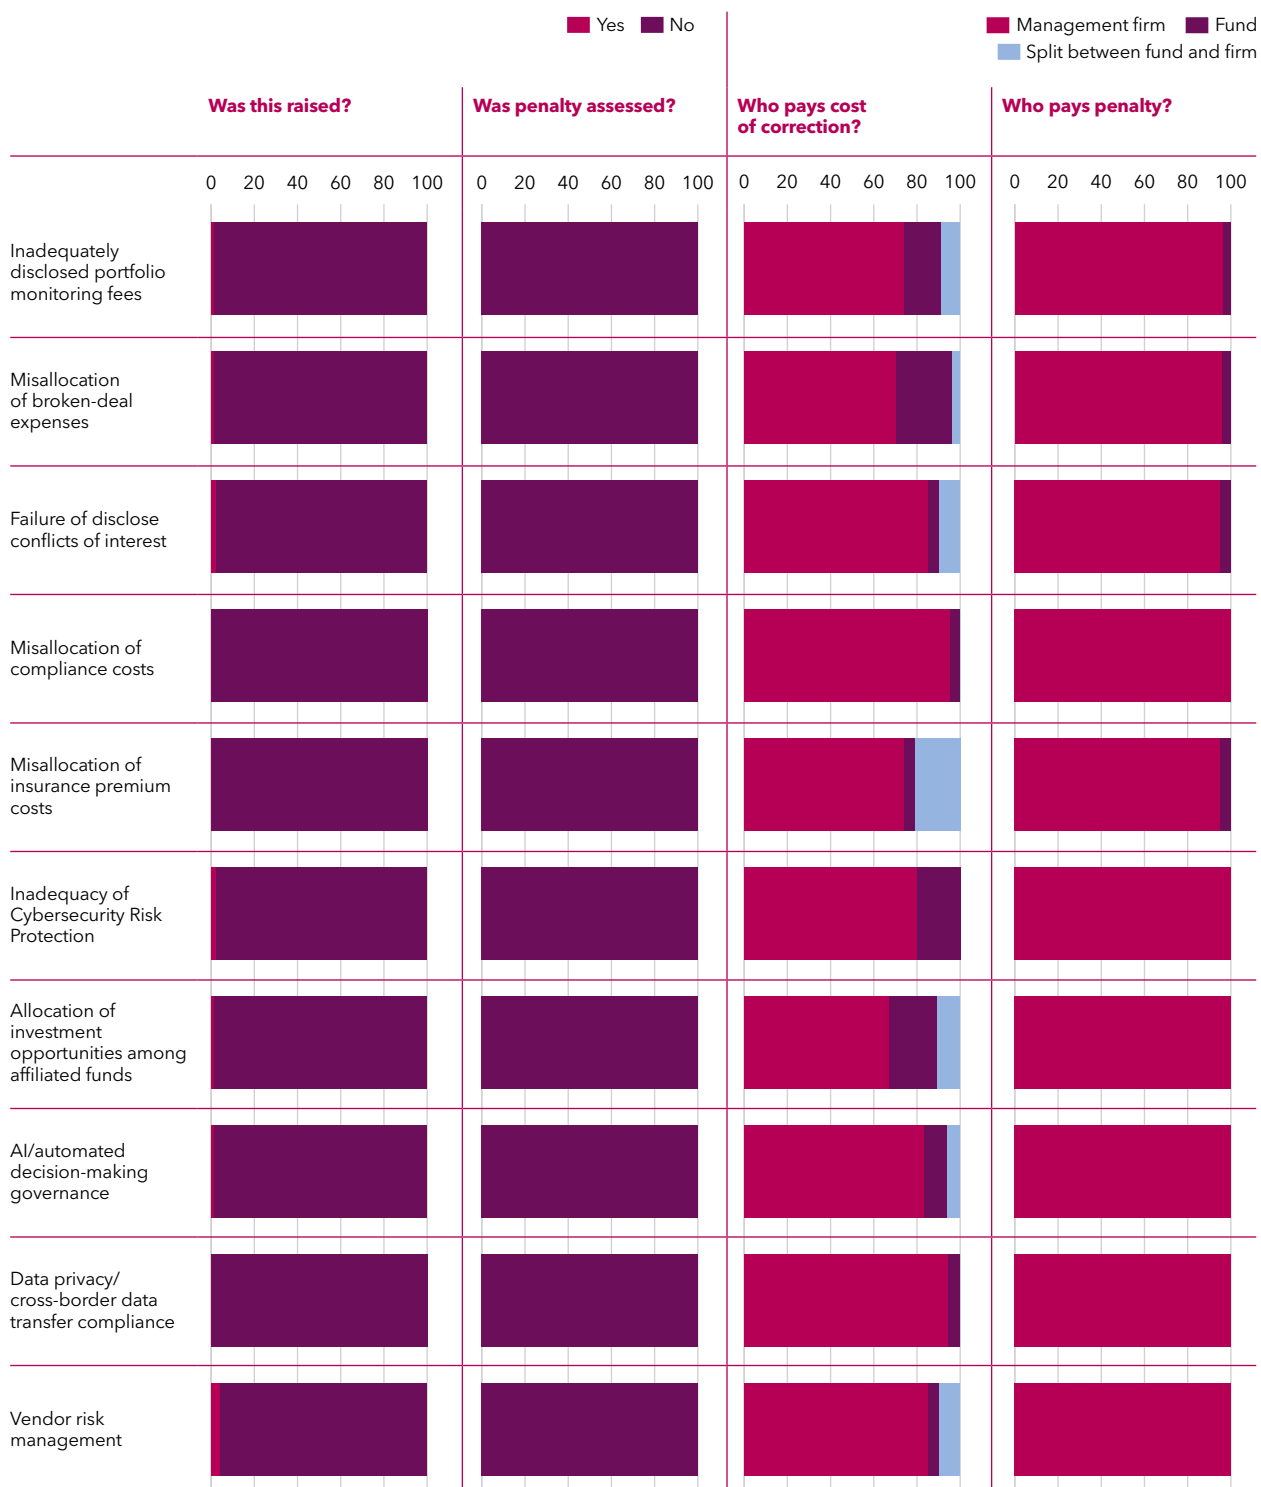 Yes No
Management firm Fund
Split between fund and firm
Was this raised?
Was penalty assessed?
Who pays cost
of correction?
Who pays penalty?
0 20 40 60 80 100
0 20 40 60 80 100
0 20 40 60 80 100
0 20 40 60 80 100
Inadequately
disclosed portfolio
monitoring fees
Misallocation
of broken-deal
expenses
Failure of disclose
conflicts of interest
Misallocation of
compliance costs
Misallocation of
insurance premium
costs
Inadequacy of
Cybersecurity Risk
Protection
Allocation of
investment
opportunities among
affiliated funds
AI/automated
decision-making
governance
Data privacy/
cross-border data
transfer compliance
Vendor risk
management